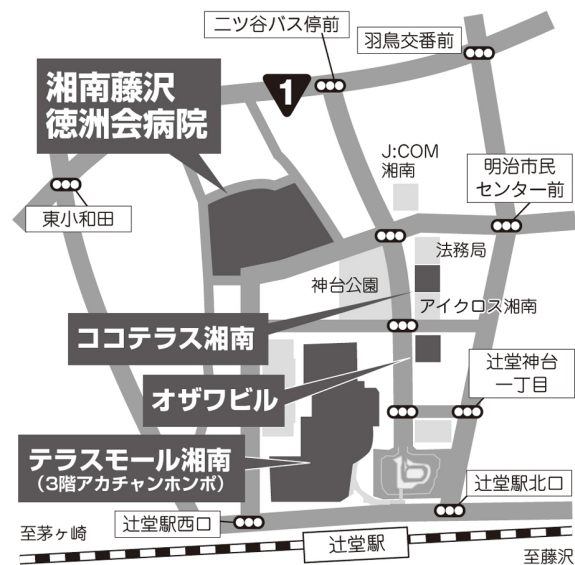 二ツ谷バス停前
羽鳥交番前
湘南藤沢
徳洲会病院
1
J:COM
湘南
明治市民
センター前
東小和田
法務局
神台公園
アイクロス湘南
ココテラス湘南
オザワビル
辻堂神台
一丁目
テラスモール湘南
（3階アカチャンホンポ）
辻堂駅北口
辻堂駅西口
至茅ヶ崎
辻堂駅
至藤沢